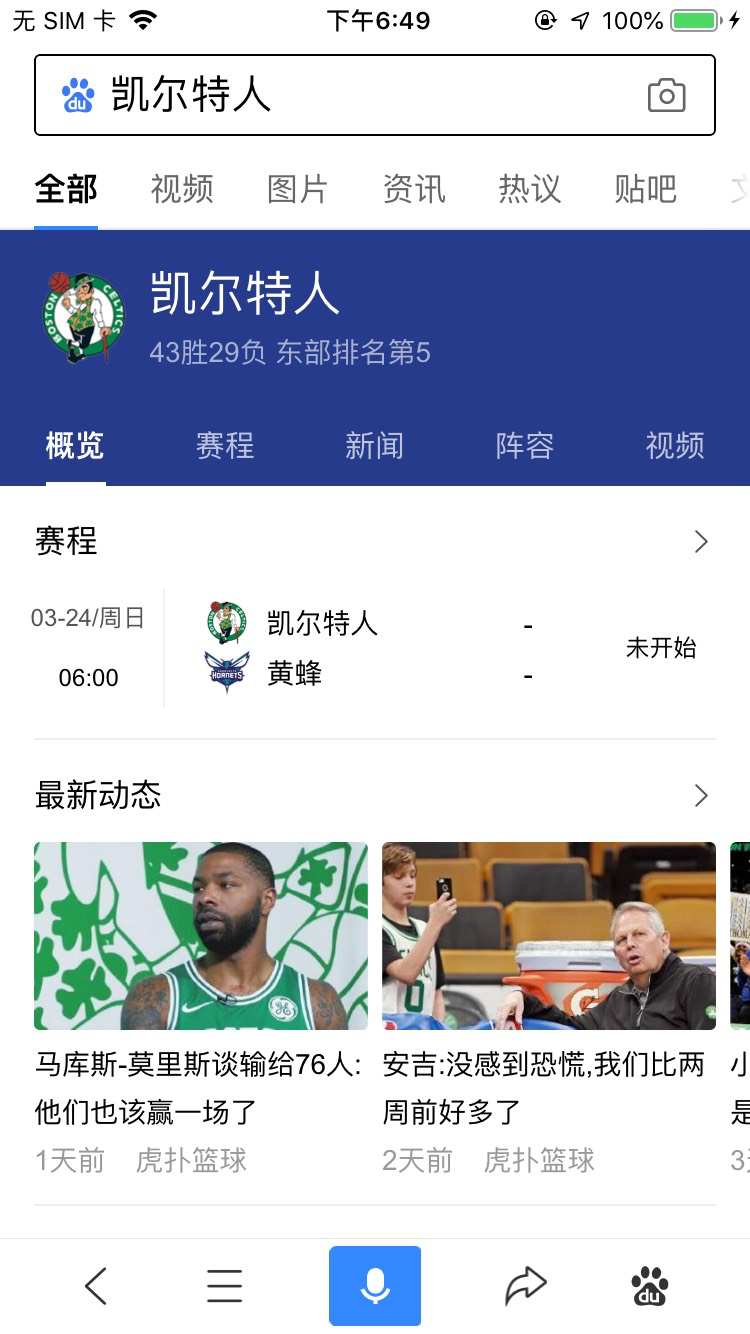 无 SIM 卡 下午6:49 100%
du 凯尔特人
全部 视频 图片 资讯 热议 贴吧
BOSTON CELTICS
凯尔特人
43胜29负 东部排名第5
概览 赛程 新闻 阵容 视频
赛程
03-24/周日
06:00
凯尔特人 -
HORNETS 黄蜂 -
未开始
最新动态
马库斯-莫里斯谈输给76人:
他们也该赢一场了
1天前 虎扑篮球
安吉:没感到恐慌,我们比两
周前好多了
2天前 虎扑篮球
小
是
3天
du